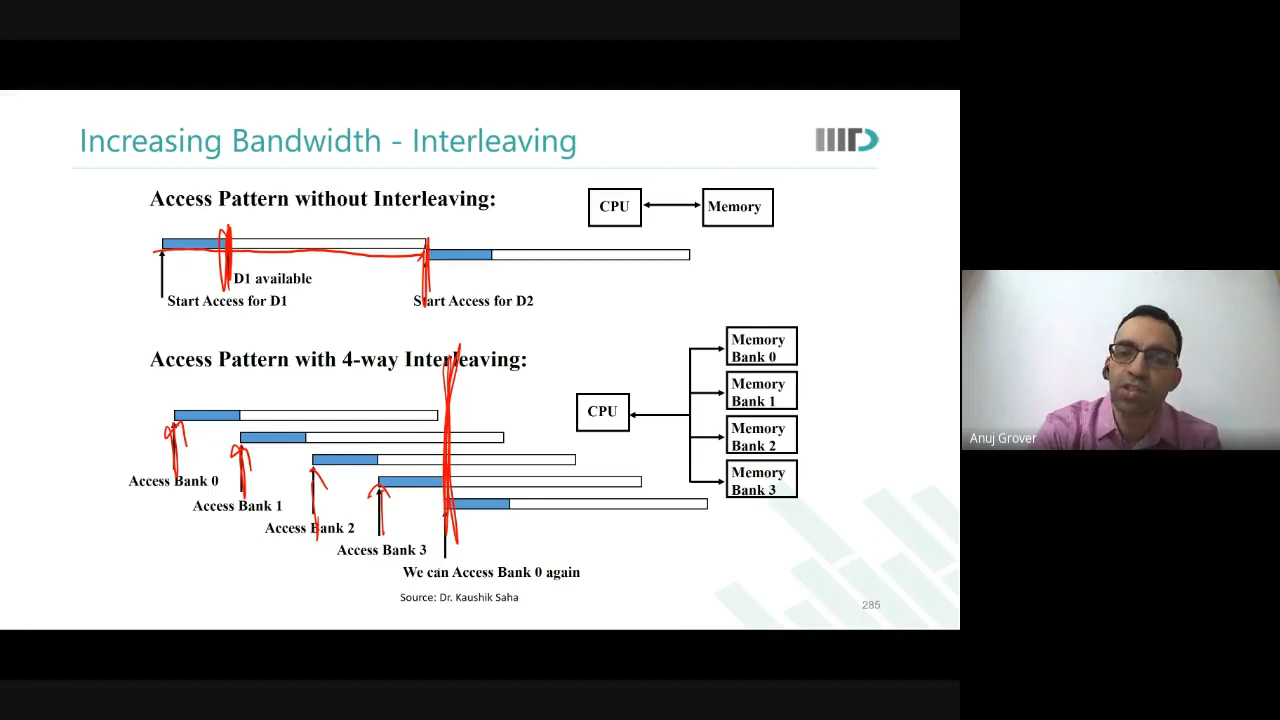 Increasing Bandwidth - Interleaving
Access Pattern without Interleaving:
CPU
Memory
D1 available
Start Access for D1
Start Access for D2
Access Pattern with 4-way Interleaving:
Memory
Bank 0
Memory
Bank 1
CPU
Memory
Bank 2
Memory
Bank 3
Access Bank 0
Access Bank 1
Access Bank 2
Access Bank 3
We can Access Bank 0 again
Source: Dr. Kaushik Saha
285
Anuj Grover